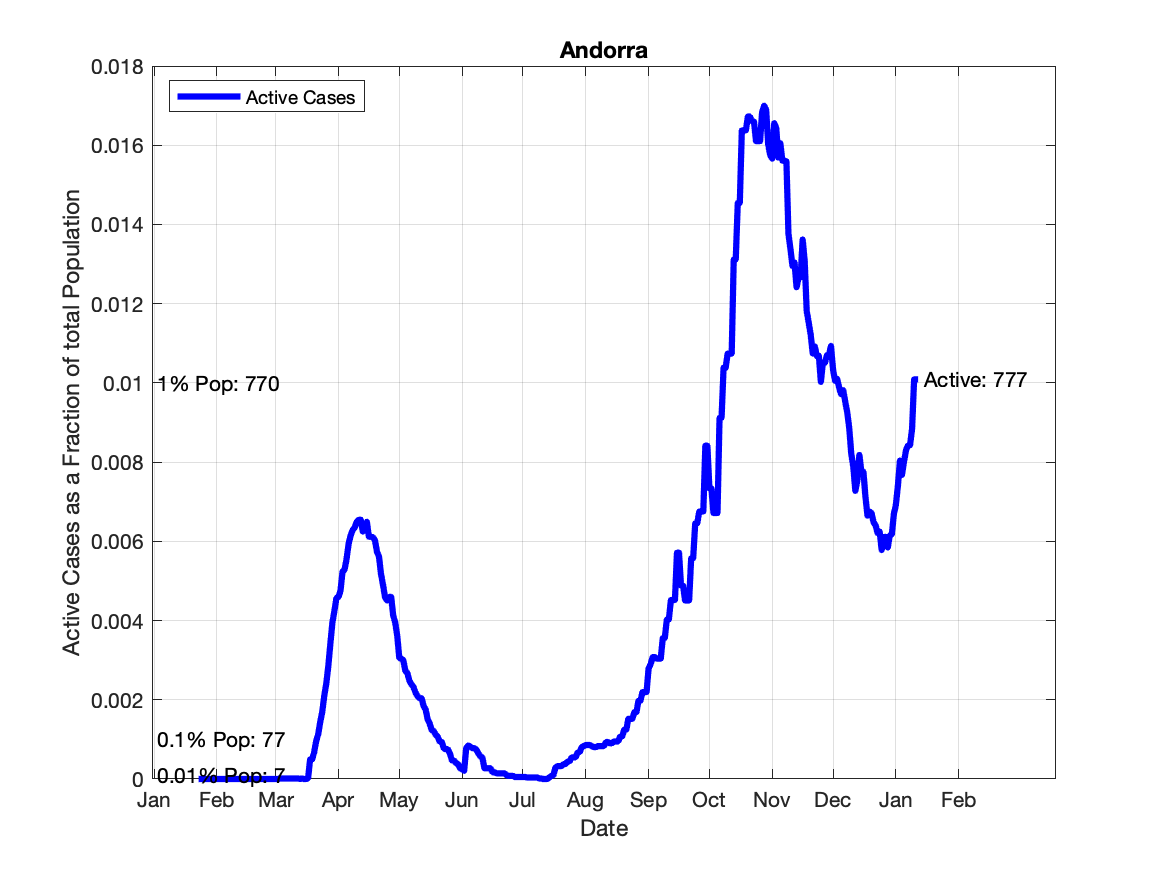 Andorra
Active Cases
Active Cases as a Fraction of total Population
0.018
0.016
0.014
0.012
0.01
0.008
0.006
0.004
0.002
0
1% Pop: 770
0.1% Pop: 77
0.01% Pop: 7
Active: 777
Jan Feb Mar Apr May Jun Jul Aug Sep Oct Nov Dec Jan Feb
Date